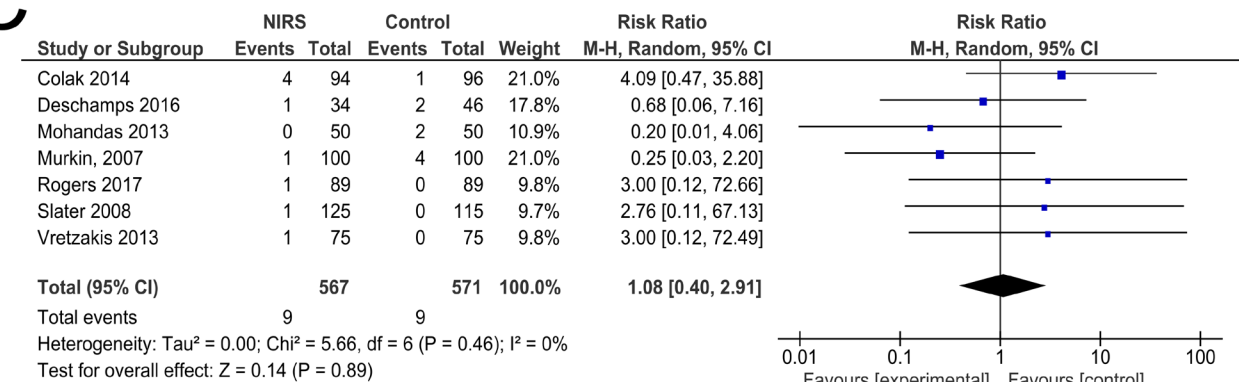 C
NIRS Control Risk Ratio Risk Ratio
Study or Subgroup Events Total Events Total Weight M-H, Random, 95% CI M-H, Random, 95% CI
Colak 2014 4 94 1 96 21.0% 4.09 [0.47, 35.88]
Deschamps 2016 1 34 2 46 17.8% 0.68 [0.06, 7.16]
Mohandas 2013 0 50 2 50 10.9% 0.20 [0.01, 4.06]
Murkin, 2007 1 100 4 100 21.0% 0.25 [0.03, 2.20]
Rogers 2017 1 89 0 89 9.8% 3.00 [0.12, 72.66]
Slater 2008 1 125 0 115 9.7% 2.76 [0.11, 67.13]
Vretzakis 2013 1 75 0 75 9.8% 3.00 [0.12, 72.49]
Total (95% CI) 567 571 100.0% 1.08 [0.40, 2.91]
Total events 9 9
Heterogeneity: Tau² = 0.00; Chi² = 5.66, df = 6 (P = 0.46); I² = 0%
Test for overall effect: Z = 0.14 (P = 0.89)
0.01 0.1 1 10 100
Favours [experimental] Favours [control]